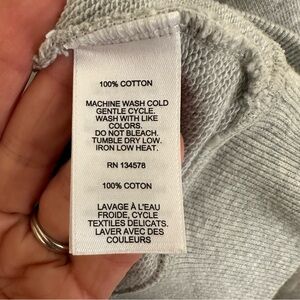 100% COTTON
MACHINE WASH COLD
GENTLE CYCLE.
WASH WITH LIKE
COLORS.
DO NOT BLEACH.
TUMBLE DRY LOW.
IRON LOW HEAT.
RN 134578
100% COTON
LAVAGE À L'EAU
FROIDE, CYCLE
TEXTILES DELICATS.
LAVER AVEC DES
COULEURS